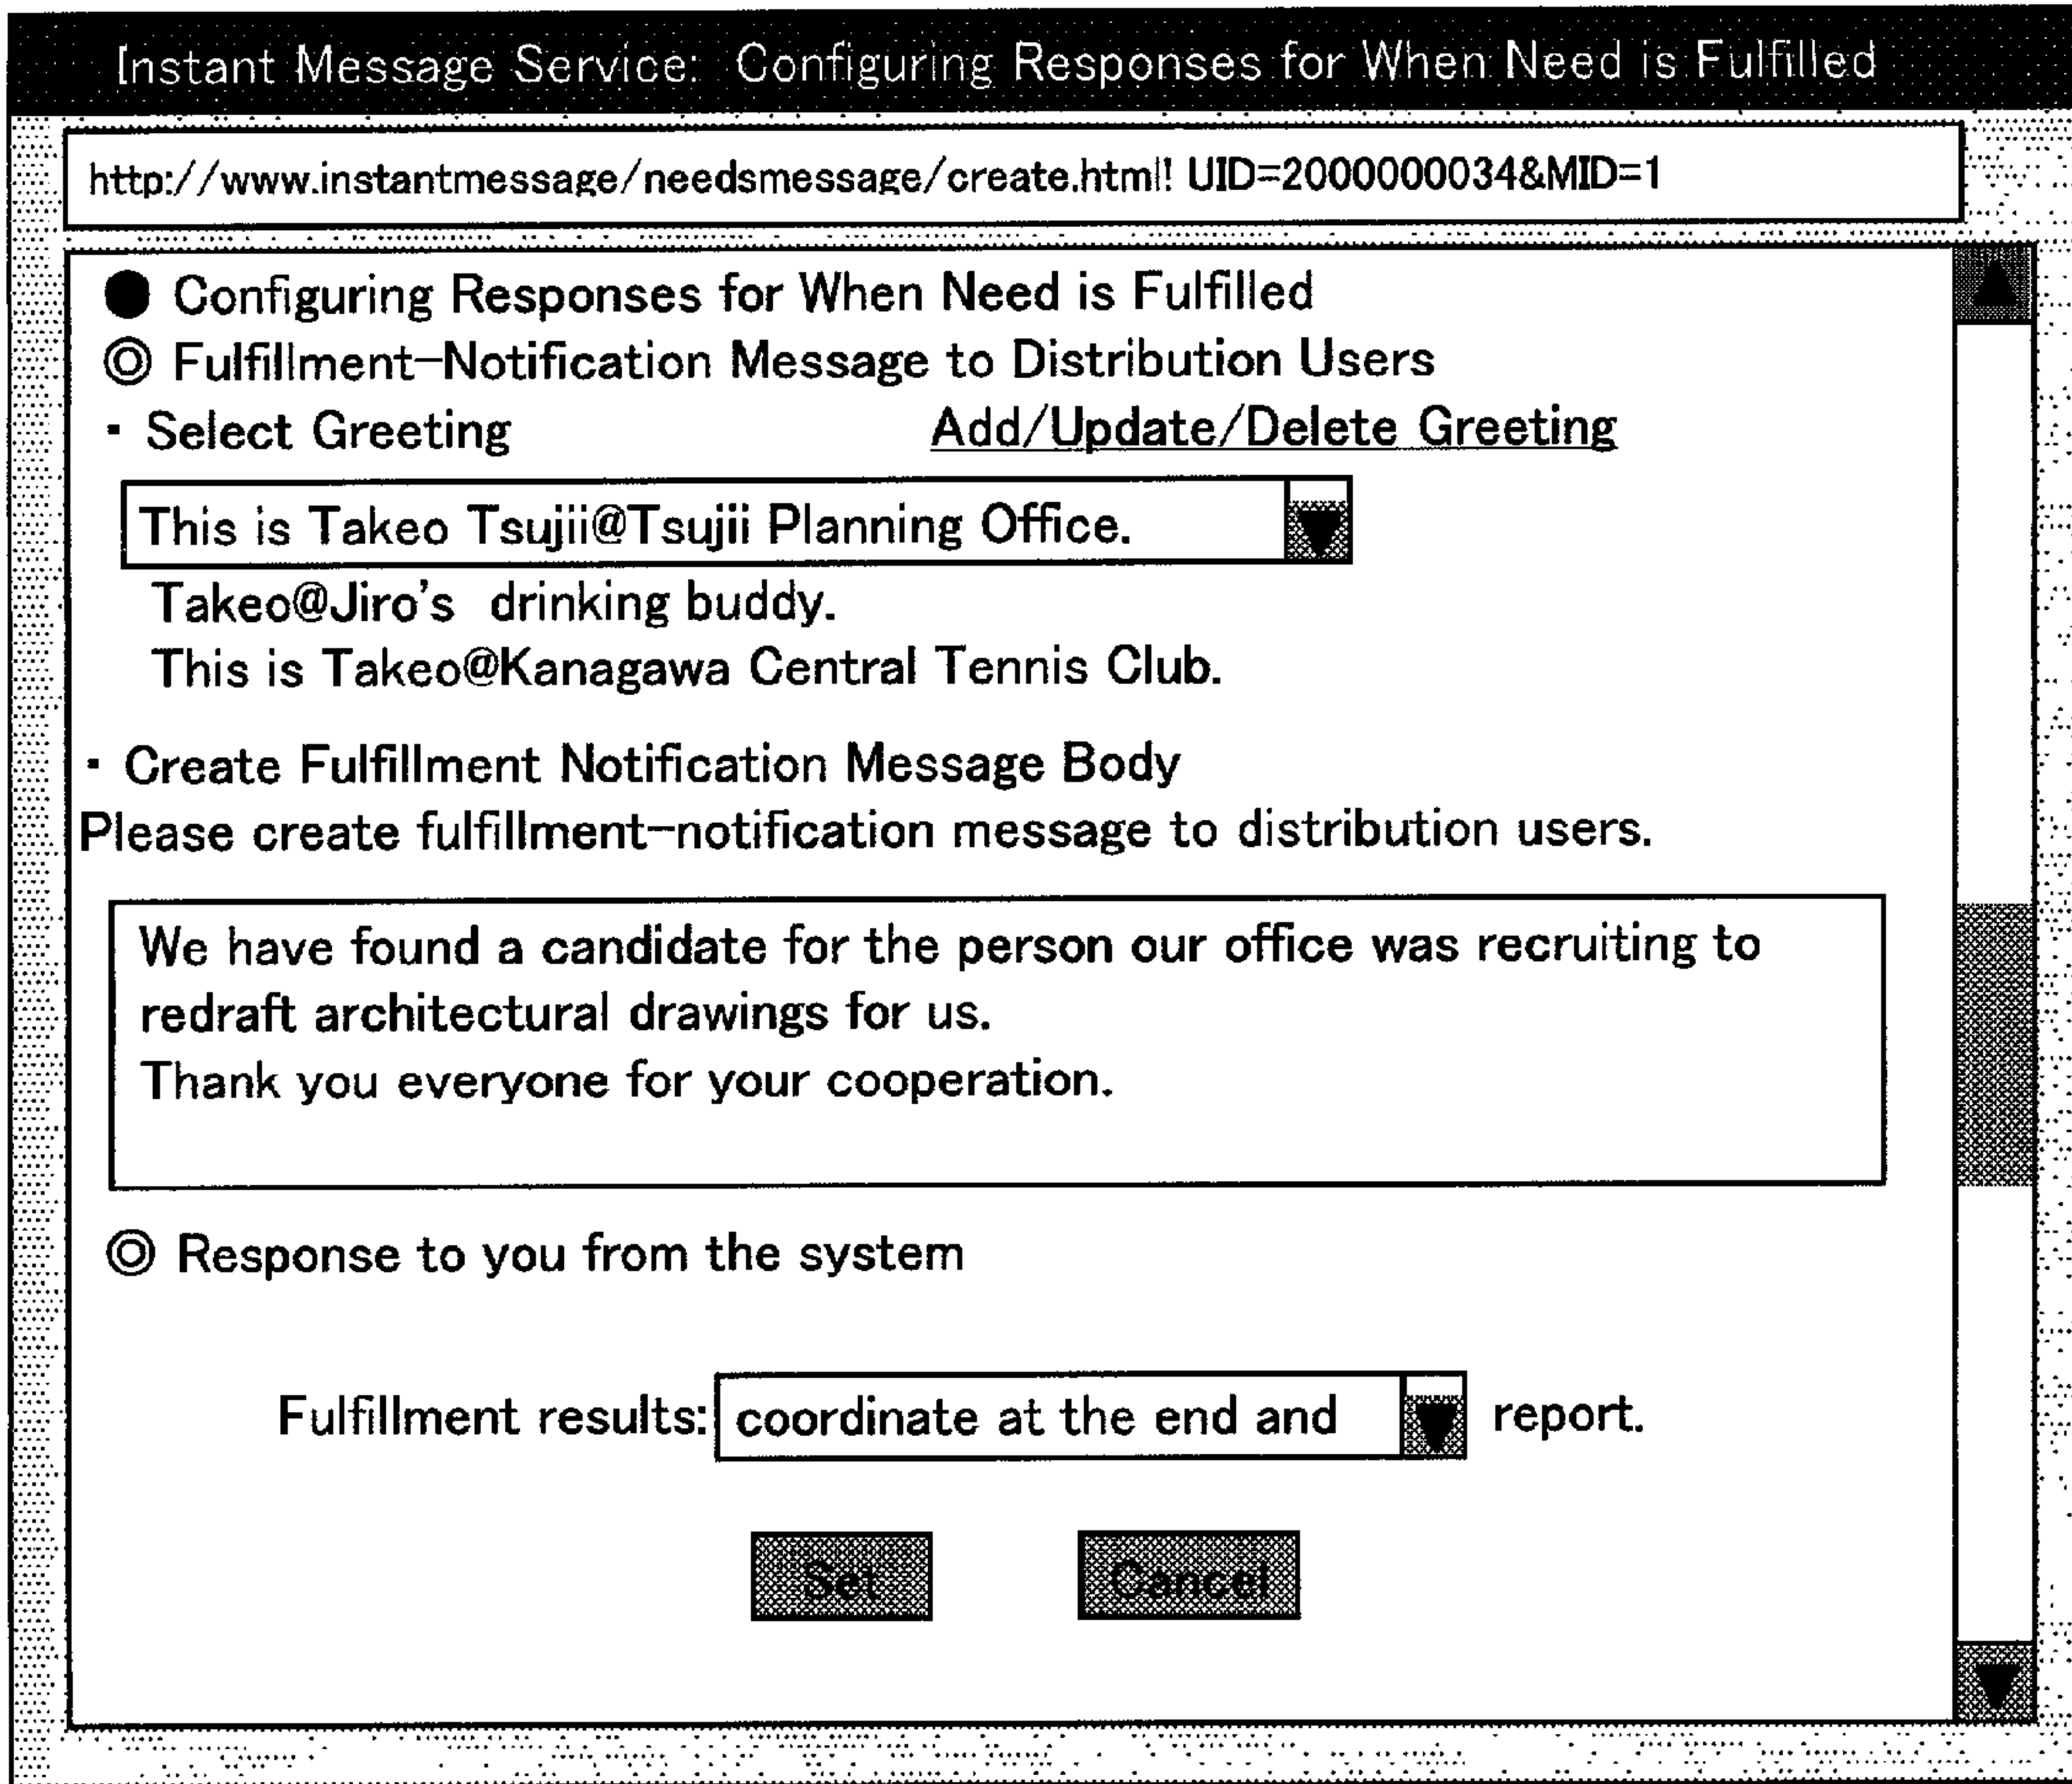 Instant Message Service: Configuring Responses for When Need is Fulfilled
http://www.instantmessage/needsmessage/create.html! UID=2000000034&MID=1
● Configuring Responses for When Need is Fulfilled
◎ Fulfillment-Notification Message to Distribution Users
・ Select Greeting Add/Update/Delete Greeting
This is Takeo Tsujii@Tsujii Planning Office. ▼
Takeo@Jiro's drinking buddy.
This is Takeo@Kanagawa Central Tennis Club.
・ Create Fulfillment Notification Message Body
Please create fulfillment-notification message to distribution users.
We have found a candidate for the person our office was recruiting to
redraft architectural drawings for us.
Thank you everyone for your cooperation.
◎ Response to you from the system
Fulfillment results: coordinate at the end and ▼ report.
Set Cancel